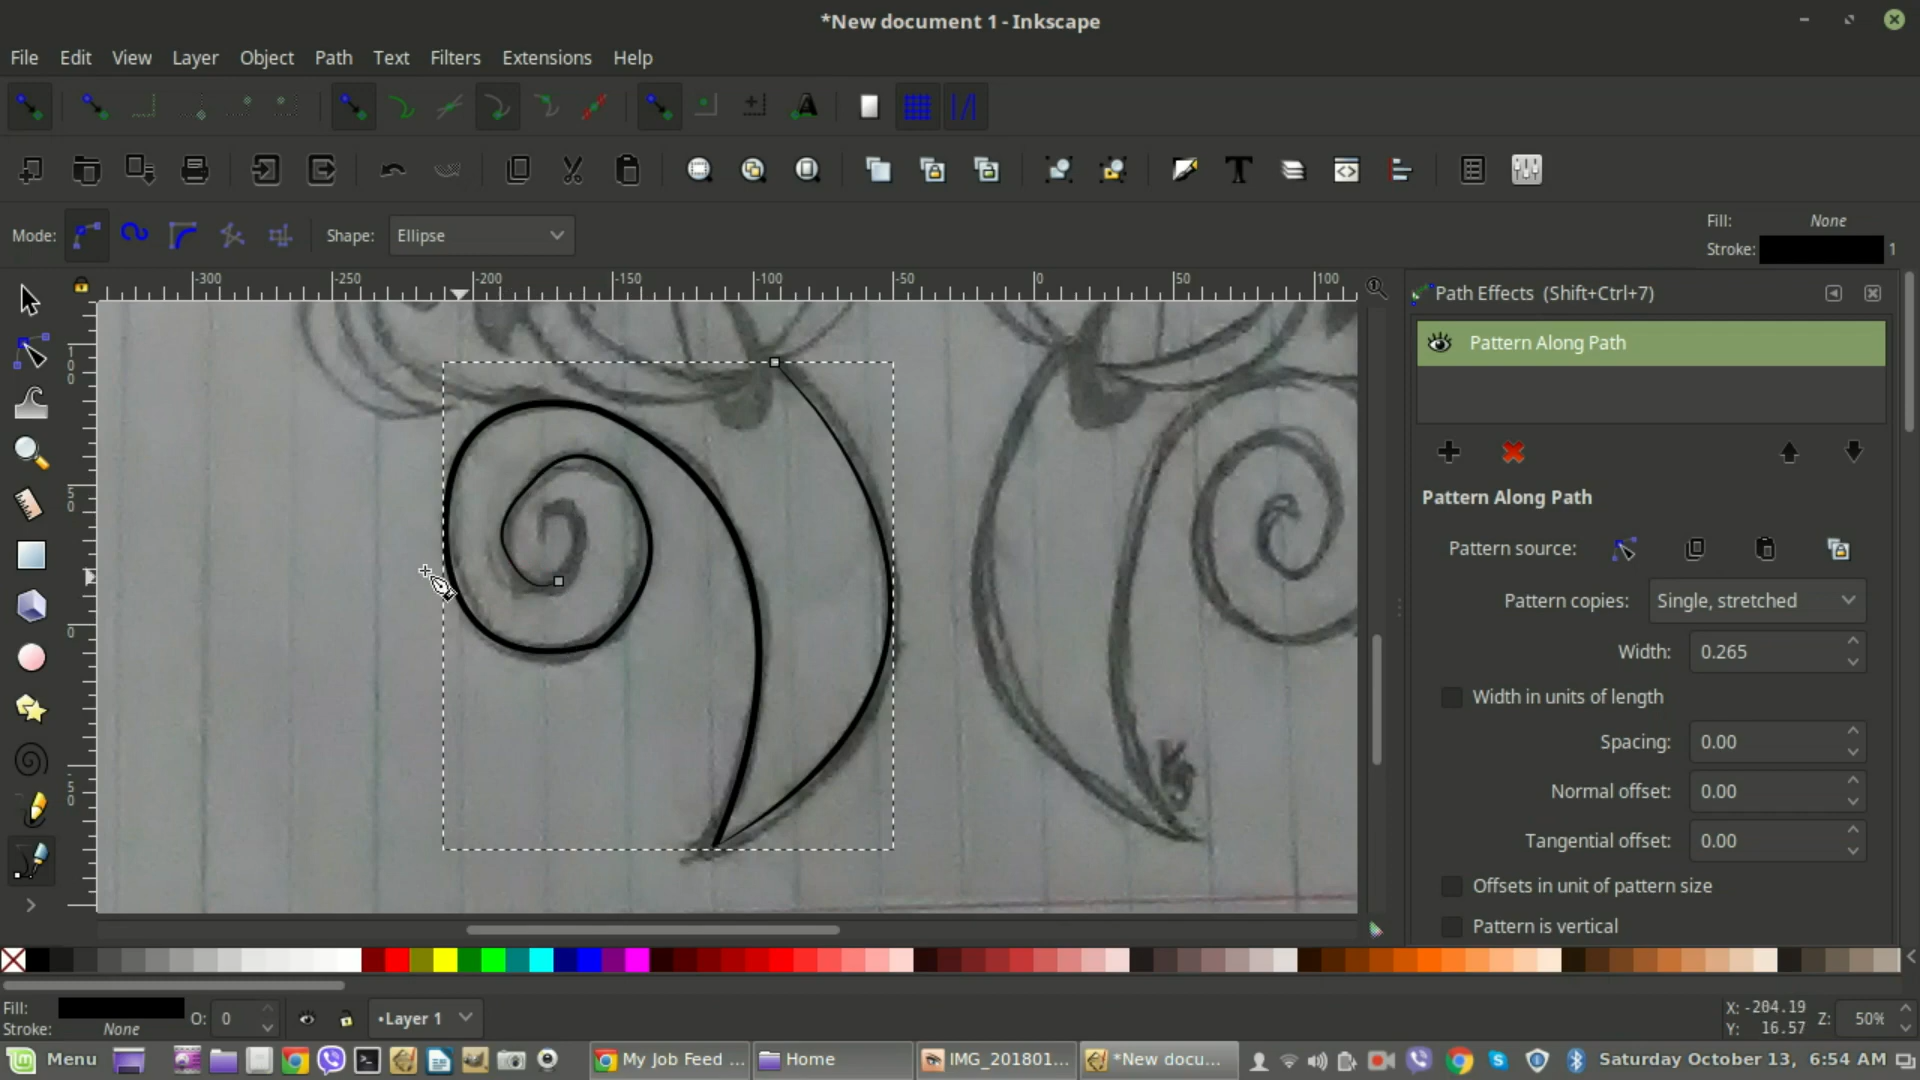 *New document 1 - Inkscape
File Edit View Layer Object Path Text Filters Extensions Help
Mode: Shape: Ellipse
Fill: None
Stroke: 1
-300 -250 -200 -150 -100 -50 0 50 100
100
50
0
-50
Path Effects (Shift+Ctrl+7)
Pattern Along Path
Pattern Along Path
Pattern source:
Pattern copies: Single, stretched
Width: 0.265
Width in units of length
Spacing: 0.00
Normal offset: 0.00
Tangential offset: 0.00
Offsets in unit of pattern size
Pattern is vertical
Fill:
Stroke: None
O: 0
•Layer 1
X: -204.19
Y: 16.57
Z: 50%
Menu My Job Feed ... Home IMG_201801... *New docu... Saturday October 13, 6:54 AM